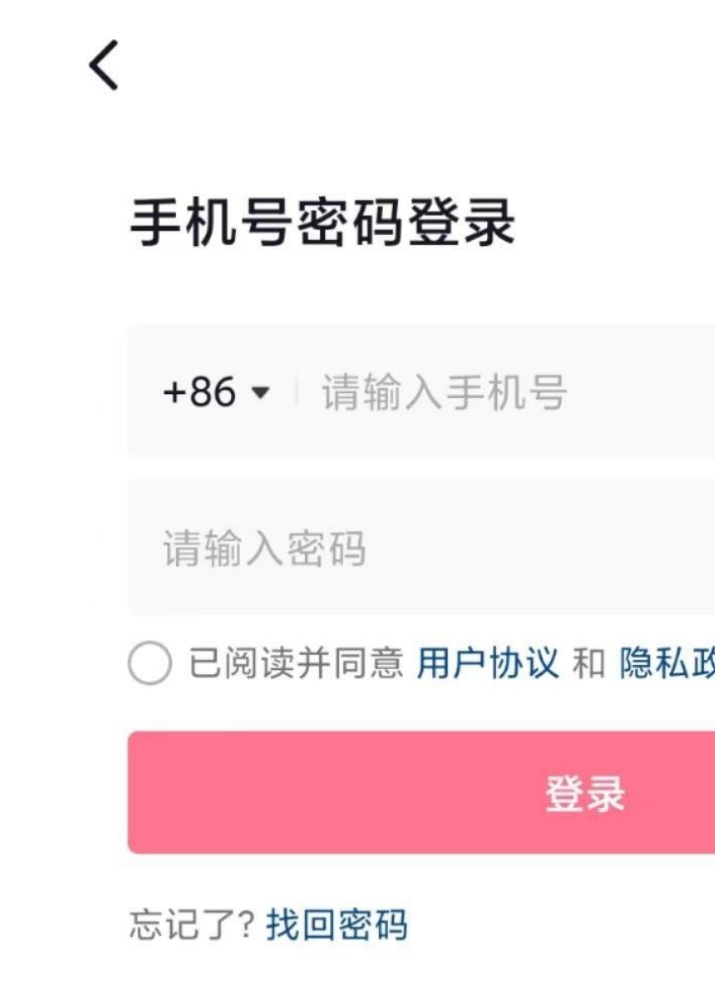 手机号密码登录
+86 请输入手机号
请输入密码
已阅读并同意 用户协议 和 隐私政
登录
忘记了? 找回密码